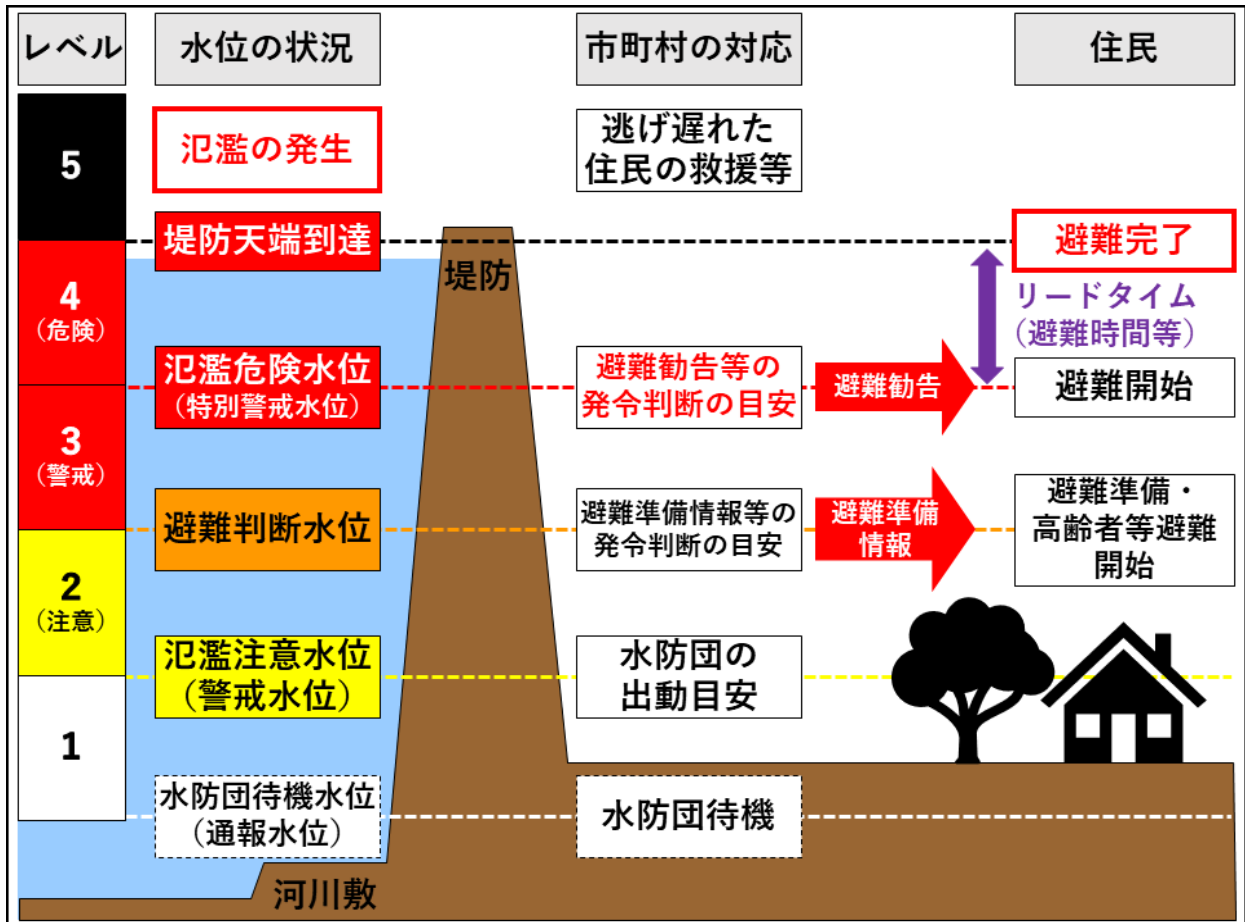 レベル
水位の状況
市町村の対応
住民
5
氾濫の発生
逃げ遅れた
住民の救援等
堤防天端到達
堤防
避難完了
4
(危険)
リードタイム
(避難時間等)
氾濫危険水位
(特別警戒水位)
避難勧告等の
発令判断の目安
避難勧告
避難開始
3
(警戒)
避難判断水位
避難準備情報等の
発令判断の目安
避難準備
情報
避難準備・
高齢者等避難
開始
2
(注意)
氾濫注意水位
(警戒水位)
水防団の
出動目安
1
水防団待機水位
(通報水位)
水防団待機
河川敷